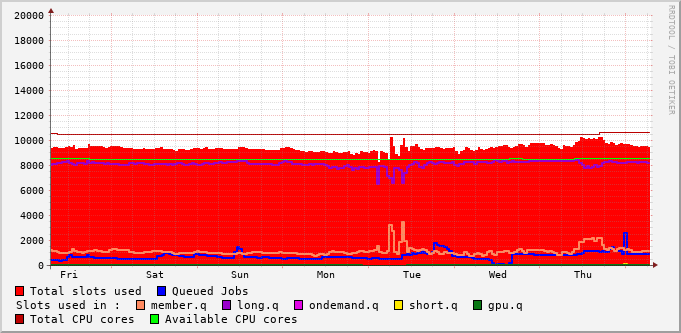 RRDTOOL / TOBI OETIKER
20000
18000
16000
14000
12000
10000
8000
6000
4000
2000
0
Fri Sat Sun Mon Tue Wed Thu
Total slots used Queued Jobs
Slots used in : member.q long.q ondemand.q short.q gpu.q
Total CPU cores Available CPU cores